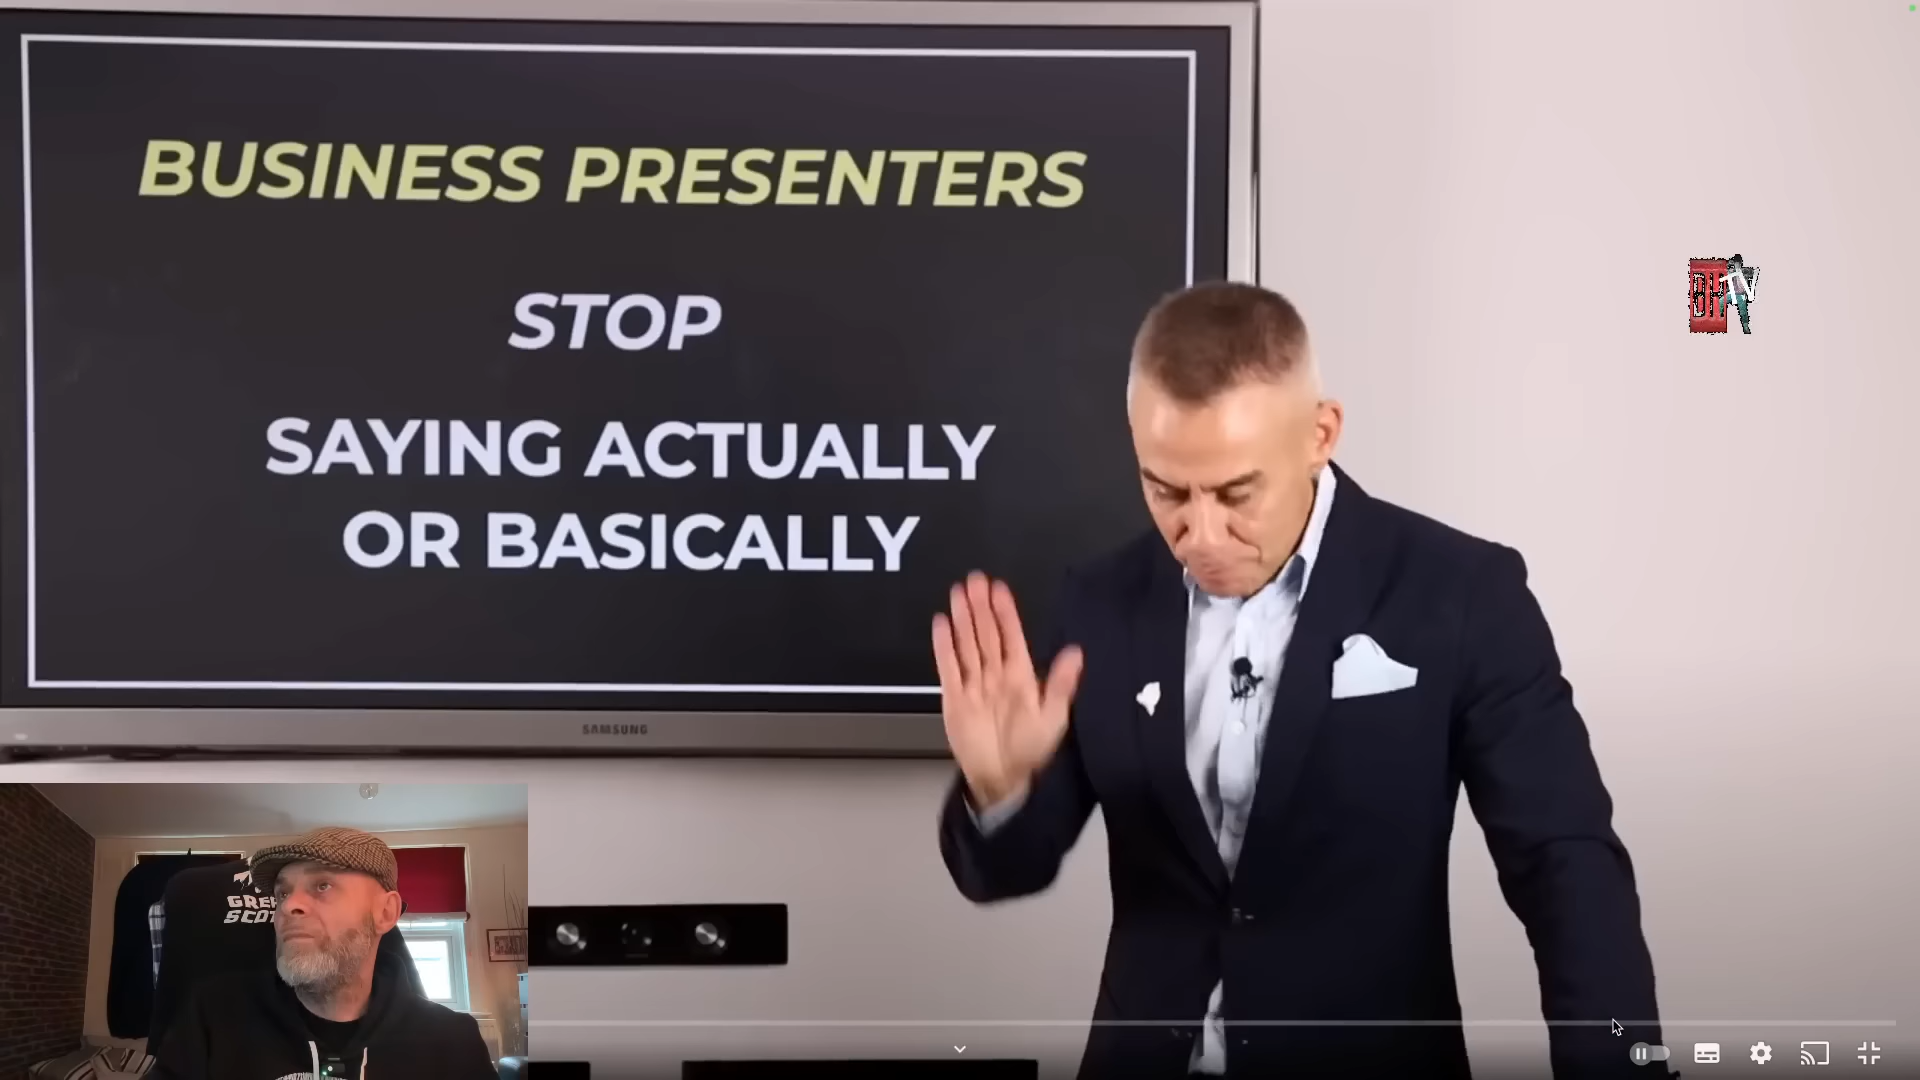 BUSINESS PRESENTERS
STOP
SAYING ACTUALLY
OR BASICALLY
SAMSUNG